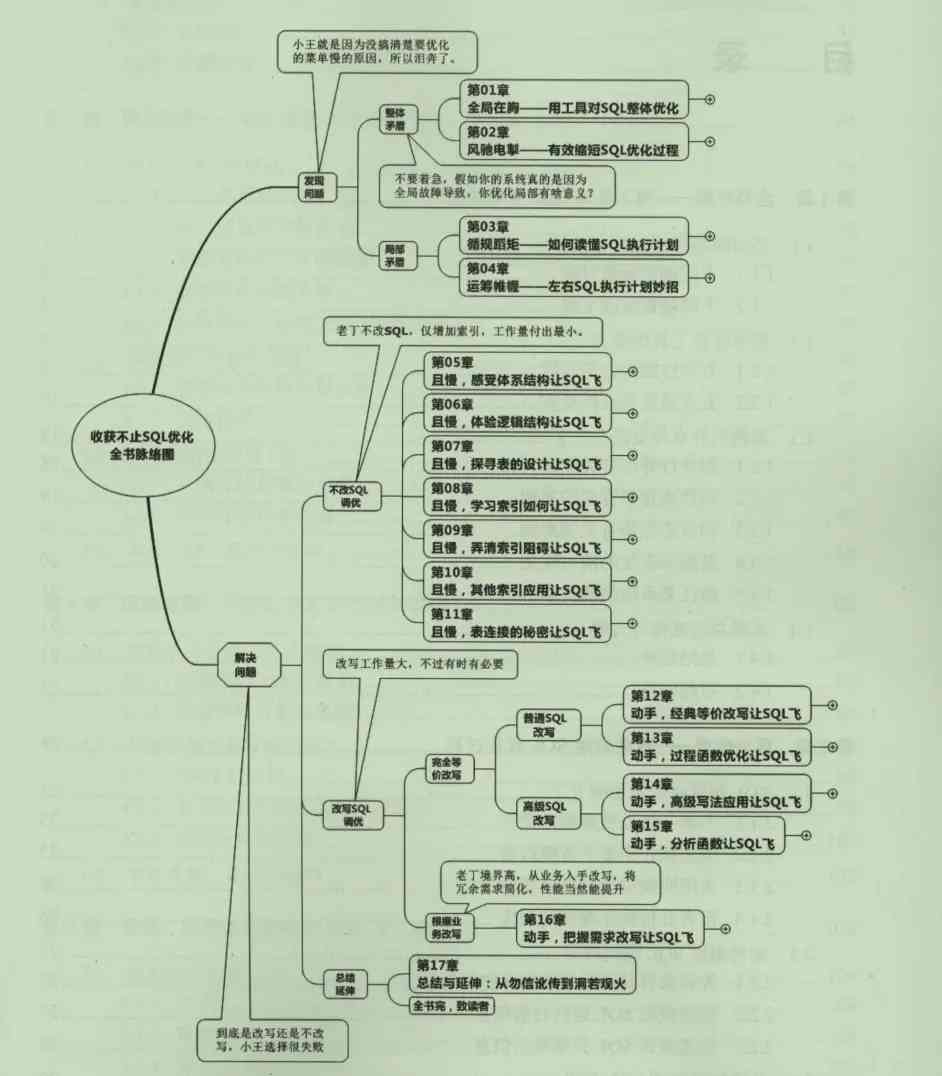 目 录
小王就是因为没搞清楚要优化
的菜单慢的原因，所以泪奔了。
整体
矛盾
第01章
全局在胸——用工具对SQL整体优化
第02章
风驰电掣——有效缩短SQL优化过程
发现
问题
不要着急，假如你的系统真的是因为
全局故障导致，你优化局部有啥意义？
局部
矛盾
第03章
循规蹈矩——如何读懂SQL执行计划
第04章
运筹帷幄——左右SQL执行计划妙招
老丁不改SQL，仅增加索引，工作量付出最小。
第05章
且慢，感受体系结构让SQL飞
第06章
且慢，体验逻辑结构让SQL飞
收获不止SQL优化
全书脉络图
第07章
且慢，探寻表的设计让SQL飞
不改SQL
调优
第08章
且慢，学习索引如何让SQL飞
第09章
且慢，弄清索引阻碍让SQL飞
第10章
且慢，其他索引应用让SQL飞
第11章
且慢，表连接的秘密让SQL飞
解决
问题
改写工作量大，不过有时有必要
普通SQL
改写
第12章
动手，经典等价改写让SQL飞
第13章
动手，过程函数优化让SQL飞
完全等
价改写
改写SQL
调优
高级SQL
改写
第14章
动手，高级写法应用让SQL飞
第15章
动手，分析函数让SQL飞
老丁境界高，从业务入手改写，将
冗余需求简化，性能当然能提升
根据业
务改写
第16章
动手，把握需求改写让SQL飞
总结
延伸
第17章
总结与延伸：从勿信讹传到洞若观火
全书完，致读者
到底是改写还是不改
写，小王选择很失败